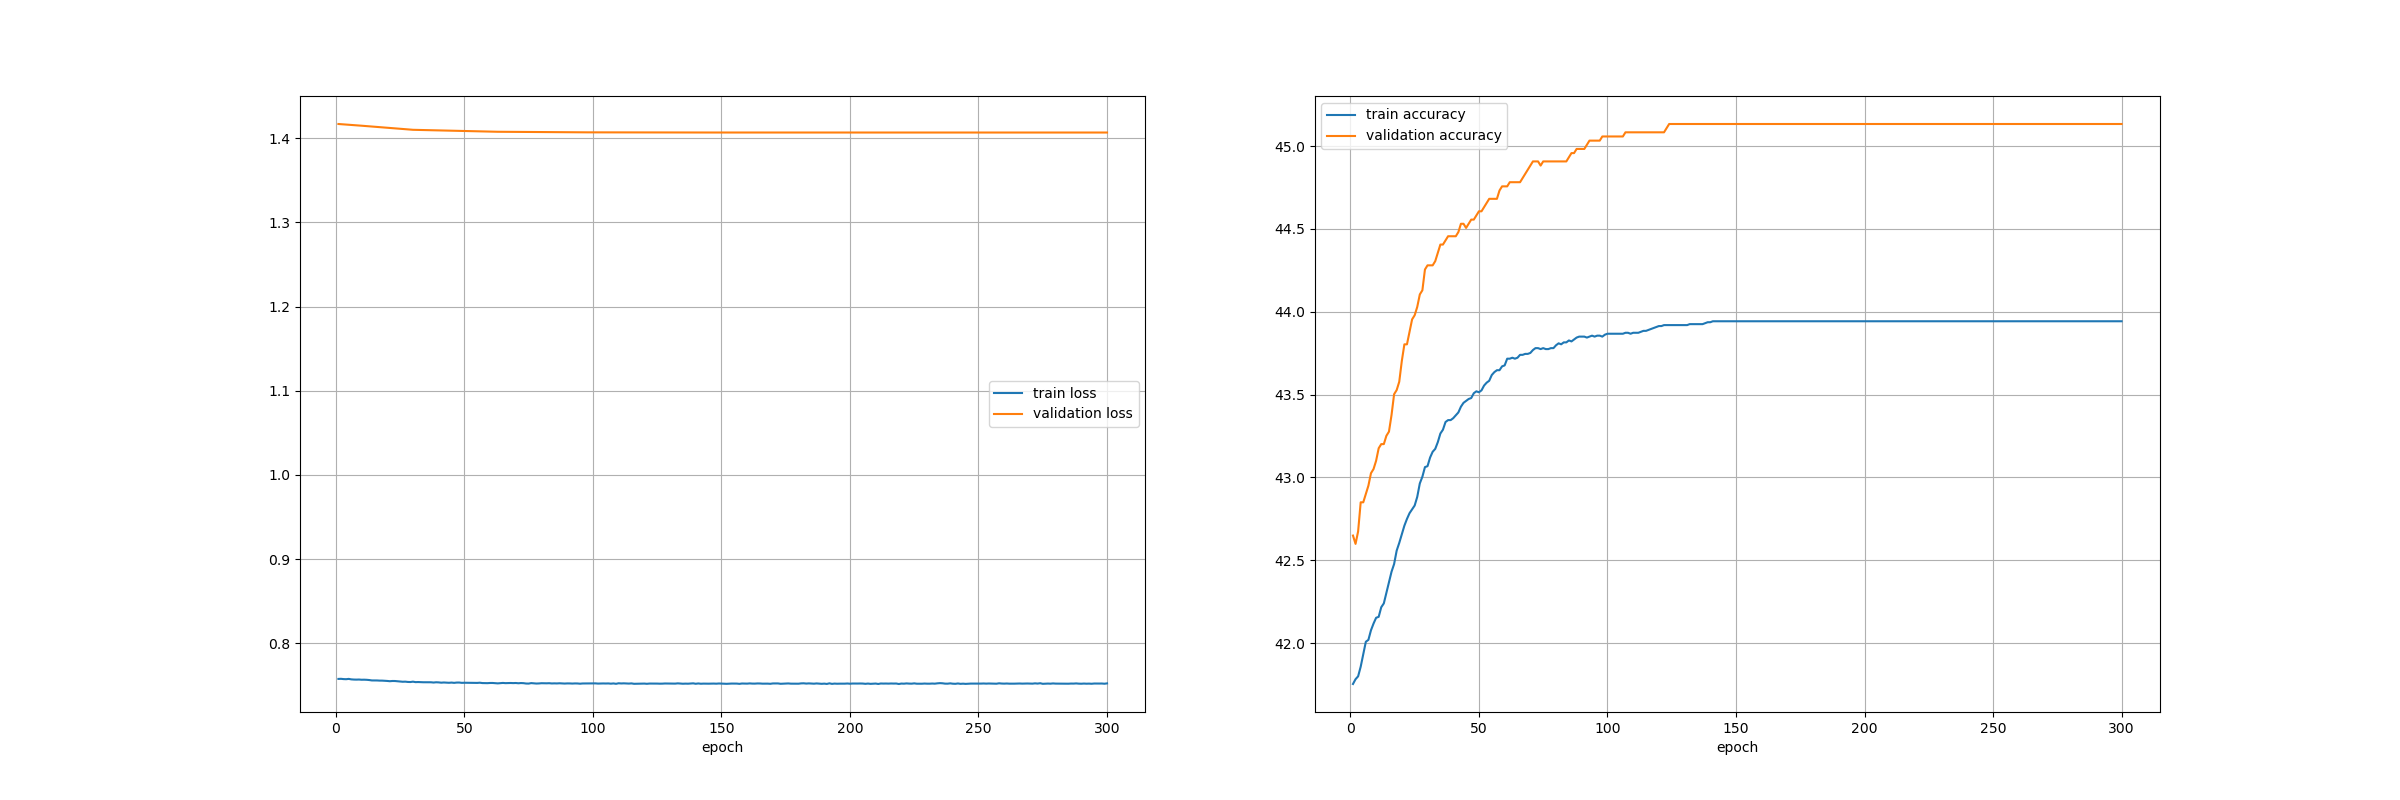 1.4
1.3
1.2
1.1
1.0
0.9
0.8
0 50 100 150 200 250 300
epoch
train loss
validation loss
train accuracy
validation accuracy
45.0
44.5
44.0
43.5
43.0
42.5
42.0
0 50 100 150 200 250 300
epoch